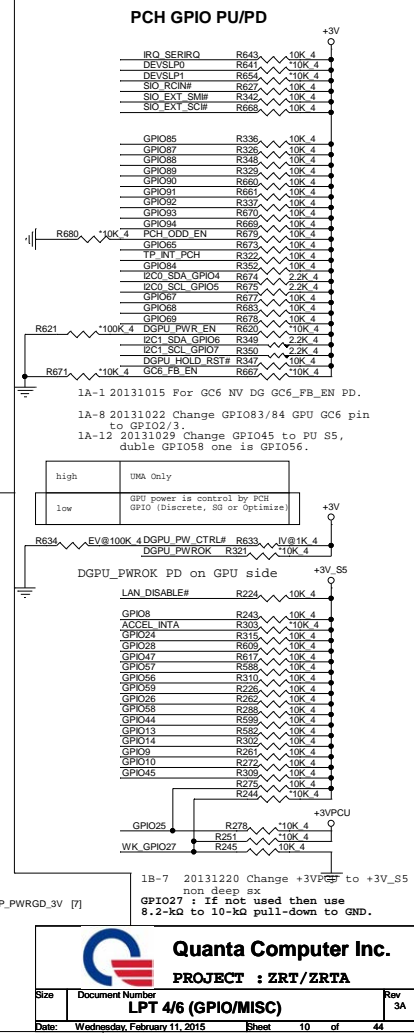 PCH GPIO PU/PD
+3V
IRQ_SERIRQ R643 10K_4
DEVSLP0 R641 *10K_4
DEVSLP1 R654 *10K_4
SIO_RCIN# R627 10K_4
SIO_EXT_SMI# R342 10K_4
SIO_EXT_SCI# R668 10K_4
GPIO85 R336 10K_4
GPIO87 R326 10K_4
GPIO88 R348 10K_4
GPIO89 R329 10K_4
GPIO90 R660 10K_4
GPIO91 R661 10K_4
GPIO92 R337 10K_4
GPIO93 R670 10K_4
GPIO94 R669 10K_4
R680 *10K_4 PCH_ODD_EN R679 10K_4
GPIO65 R673 10K_4
TP_INT_PCH R322 10K_4
GPIO84 R352 10K_4
I2C0_SDA_GPIO4 R674 2.2K_4
I2C0_SCL_GPIO5 R675 2.2K_4
GPIO67 R677 10K_4
GPIO68 R683 10K_4
GPIO69 R678 10K_4
R621 *100K_4 DGPU_PWR_EN R620 *10K_4
I2C1_SDA_GPIO6 R349 2.2K_4
I2C1_SCL_GPIO7 R350 2.2K_4
DGPU_HOLD_RST# R347 10K_4
R671 *10K_4 GC6_FB_EN R667 *10K_4
1A-1 20131015 For GC6 NV DG GC6_FB_EN PD.
1A-8 20131022 Change GPIO83/84 GPU GC6 pin
to GPIO2/3.
1A-12 20131029 Change GPIO45 to PU S5,
duble GPIO58 one is GPIO56.
high UMA Only
low GPU power is control by PCH
GPIO (Discrete, SG or Optimize)
+3V
R634 EV@100K_4 DGPU_PW_CTRL# R633 IV@1K_4
DGPU_PWROK R321 *10K_4
DGPU_PWROK PD on GPU side
+3V_S5
LAN_DISABLE# R224 10K_4
GPIO8 R243 10K_4
ACCEL_INTA R303 *10K_4
GPIO24 R315 10K_4
GPIO28 R609 10K_4
GPIO47 R617 10K_4
GPIO57 R588 10K_4
GPIO56 R310 10K_4
GPIO59 R226 10K_4
GPIO26 R262 10K_4
GPIO58 R288 10K_4
GPIO44 R599 10K_4
GPIO13 R582 10K_4
GPIO14 R302 10K_4
GPIO9 R261 10K_4
GPIO10 R272 10K_4
GPIO45 R309 10K_4
R275 10K_4
R244 *10K_4
+3VPCU
GPIO25 R278 *10K_4
R251 *10K_4
WK_GPIO27 R245 10K_4
1B-7 20131220 Change +3VPCU to +3V_S5
non deep sx
GPIO27 : If not used then use
8.2-kΩ to 10-kΩ pull-down to GND.
P_PWRGD_3V [7]
Quanta Computer Inc.
PROJECT : ZRT/ZRTA
Size Document Number Rev
LPT 4/6 (GPIO/MISC) 3A
Date: Wednesday, February 11, 2015 Sheet 10 of 44